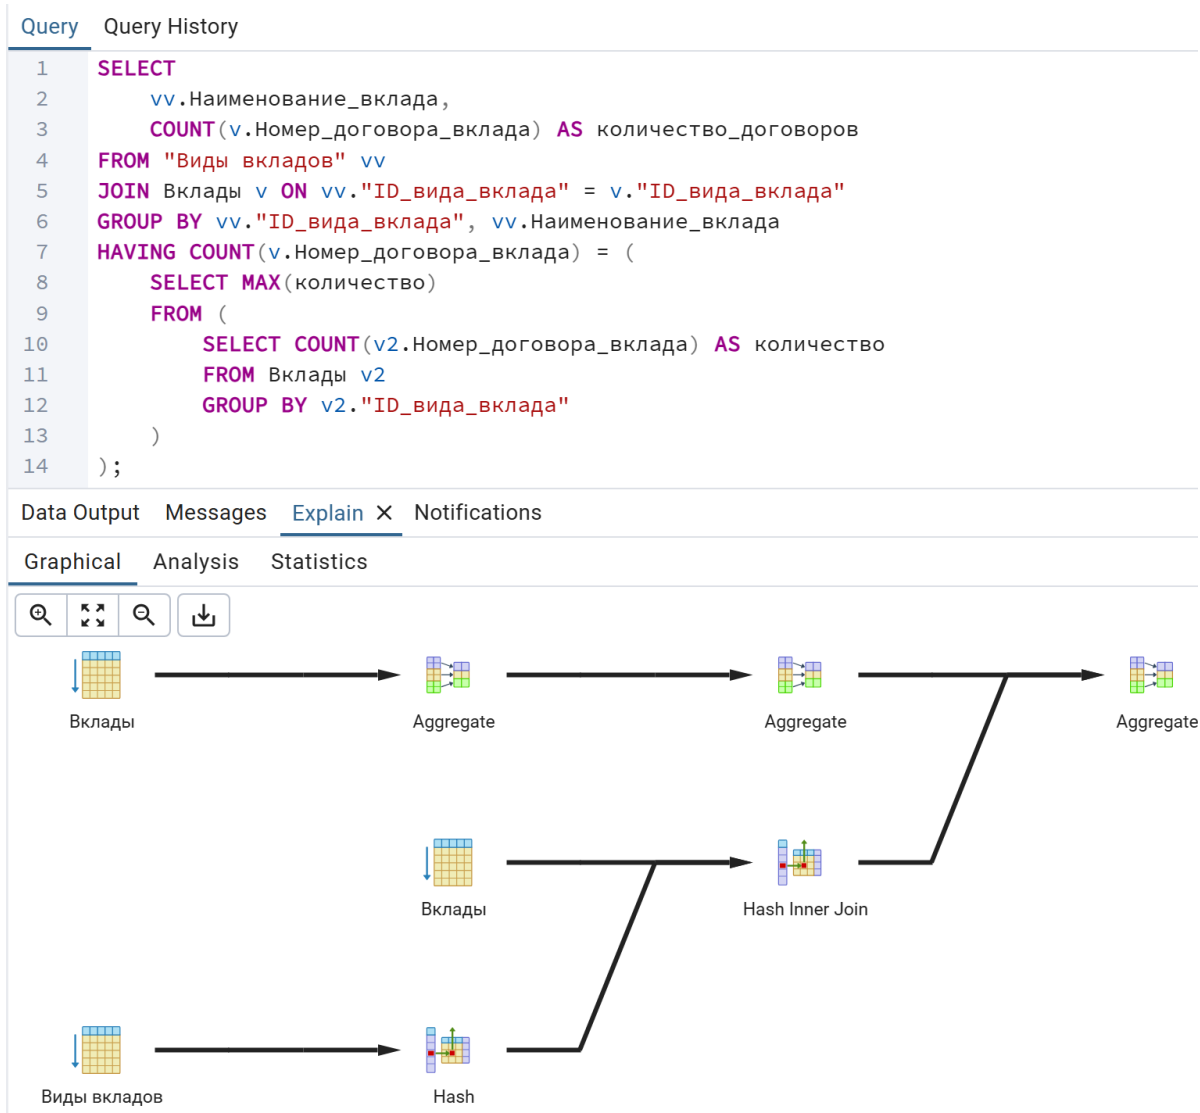 Query Query History
1 SELECT
2 vv.Наименование_вклада,
3 COUNT(v.Номер_договора_вклада) AS количество_договоров
4 FROM "Виды вкладов" vv
5 JOIN Вклады v ON vv."ID_вида_вклада" = v."ID_вида_вклада"
6 GROUP BY vv."ID_вида_вклада", vv.Наименование_вклада
7 HAVING COUNT(v.Номер_договора_вклада) = (
8 SELECT MAX(количество)
9 FROM (
10 SELECT COUNT(v2.Номер_договора_вклада) AS количество
11 FROM Вклады v2
12 GROUP BY v2."ID_вида_вклада"
13 )
14 );
Data Output Messages Explain Notifications
Graphical Analysis Statistics
Вклады Aggregate Aggregate Aggregate
Вклады Hash Inner Join
Виды вкладов Hash